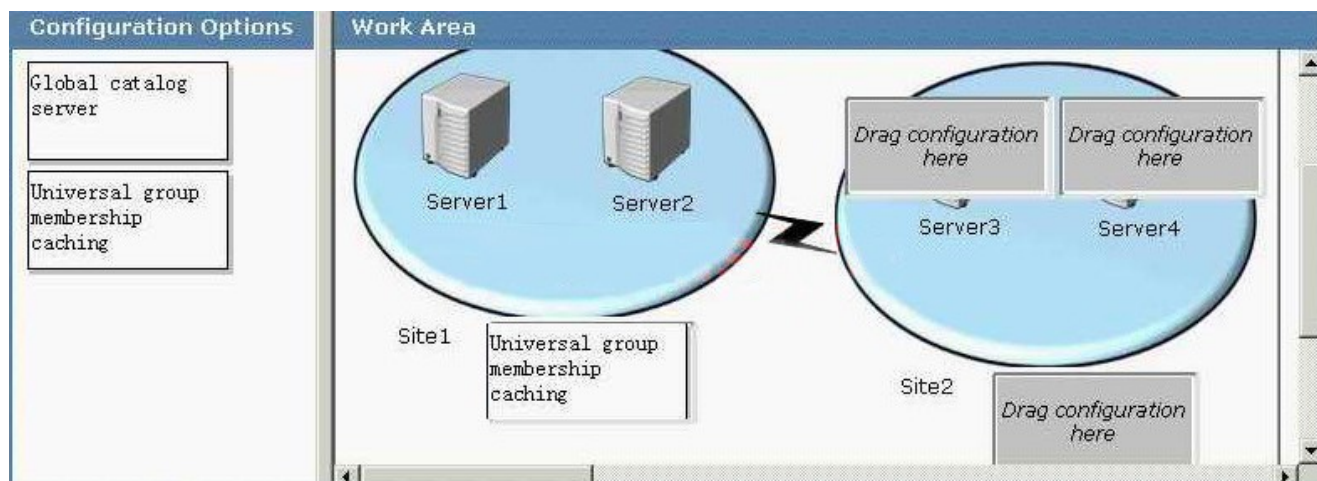 Configuration Options
Work Area
Global catalog
server
Universal group
membership
caching
Server1
Server2
Drag configuration
here
Drag configuration
here
Server3
Server4
Site1
Universal group
membership
caching
Site2
Drag configuration
here